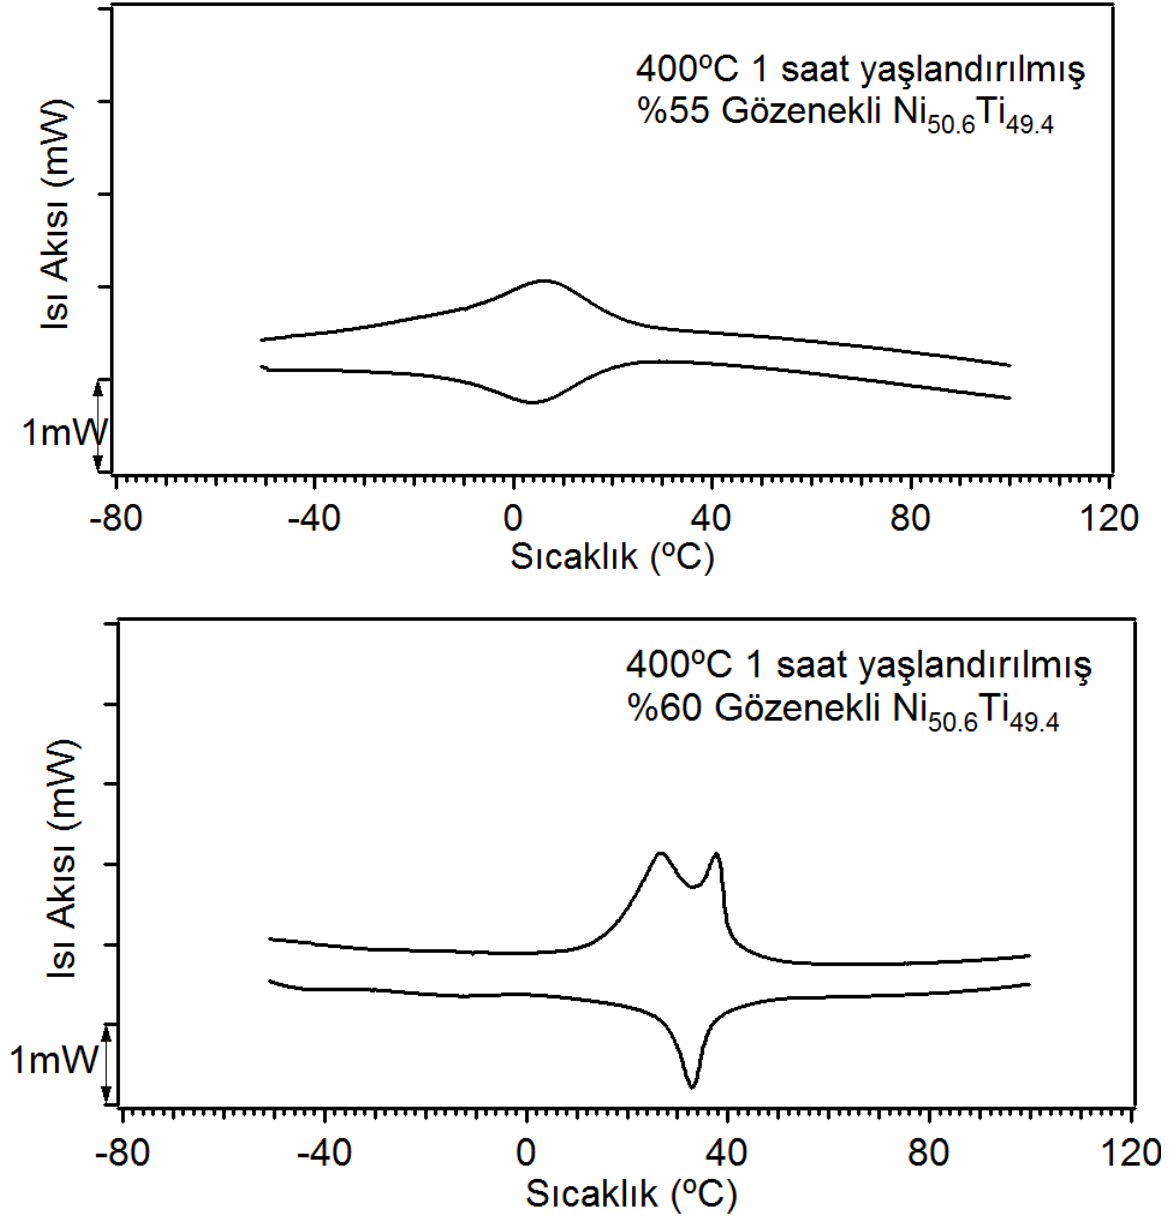 400ºC 1 saat yaşlandırılmış
%55 Gözenekli Ni50.6Ti49.4
Isı Akısı (mW)
1mW
-80 -40 0 40 80 120
Sıcaklık (ºC)
400ºC 1 saat yaşlandırılmış
%60 Gözenekli Ni50.6Ti49.4
Isı Akısı (mW)
1mW
-80 -40 0 40 80 120
Sıcaklık (ºC)